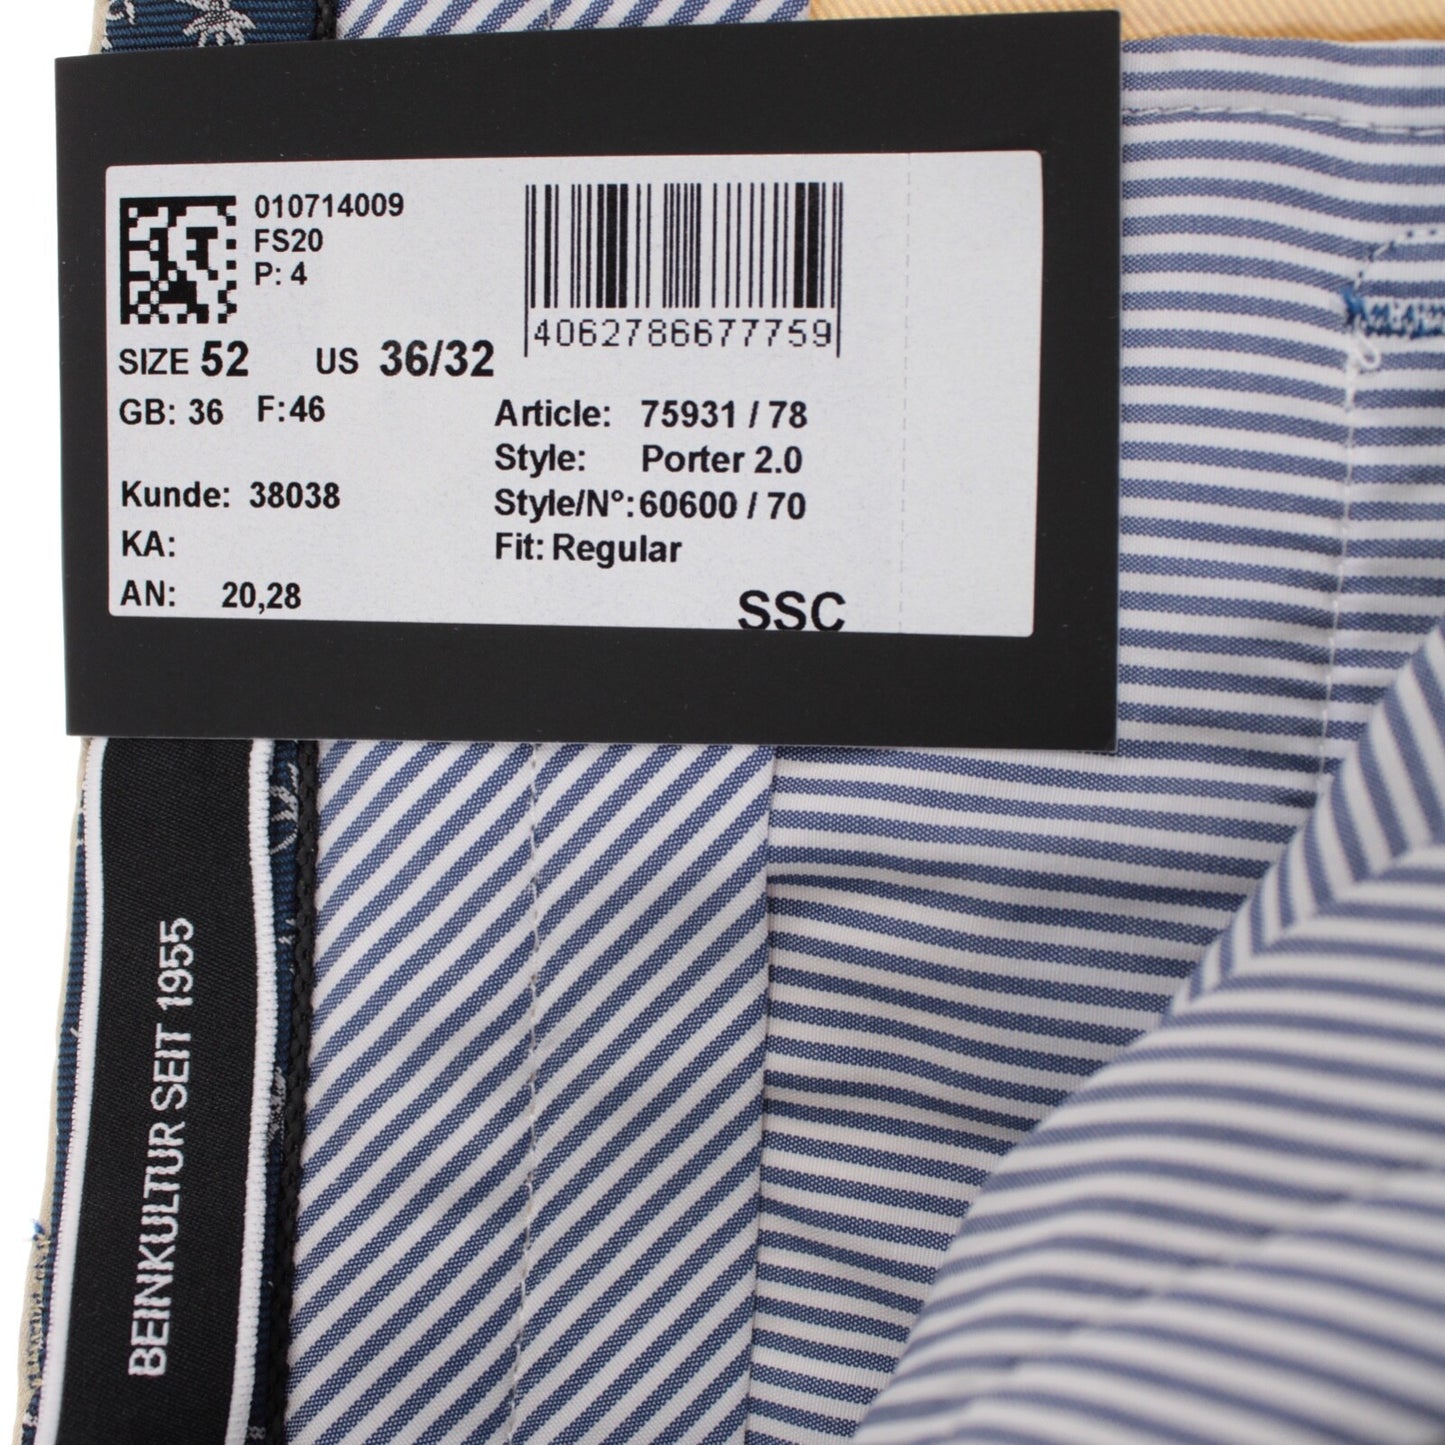 010714009
FS20
P: 4
4062786677759
SIZE 52 US 36/32
GB: 36 F:46
Article: 75931 / 78
Style: Porter 2.0
Kunde: 38038
Style/N°:60600 / 70
KA:
Fit: Regular
AN: 20,28
SSC
BEINKULTUR SEIT 1955